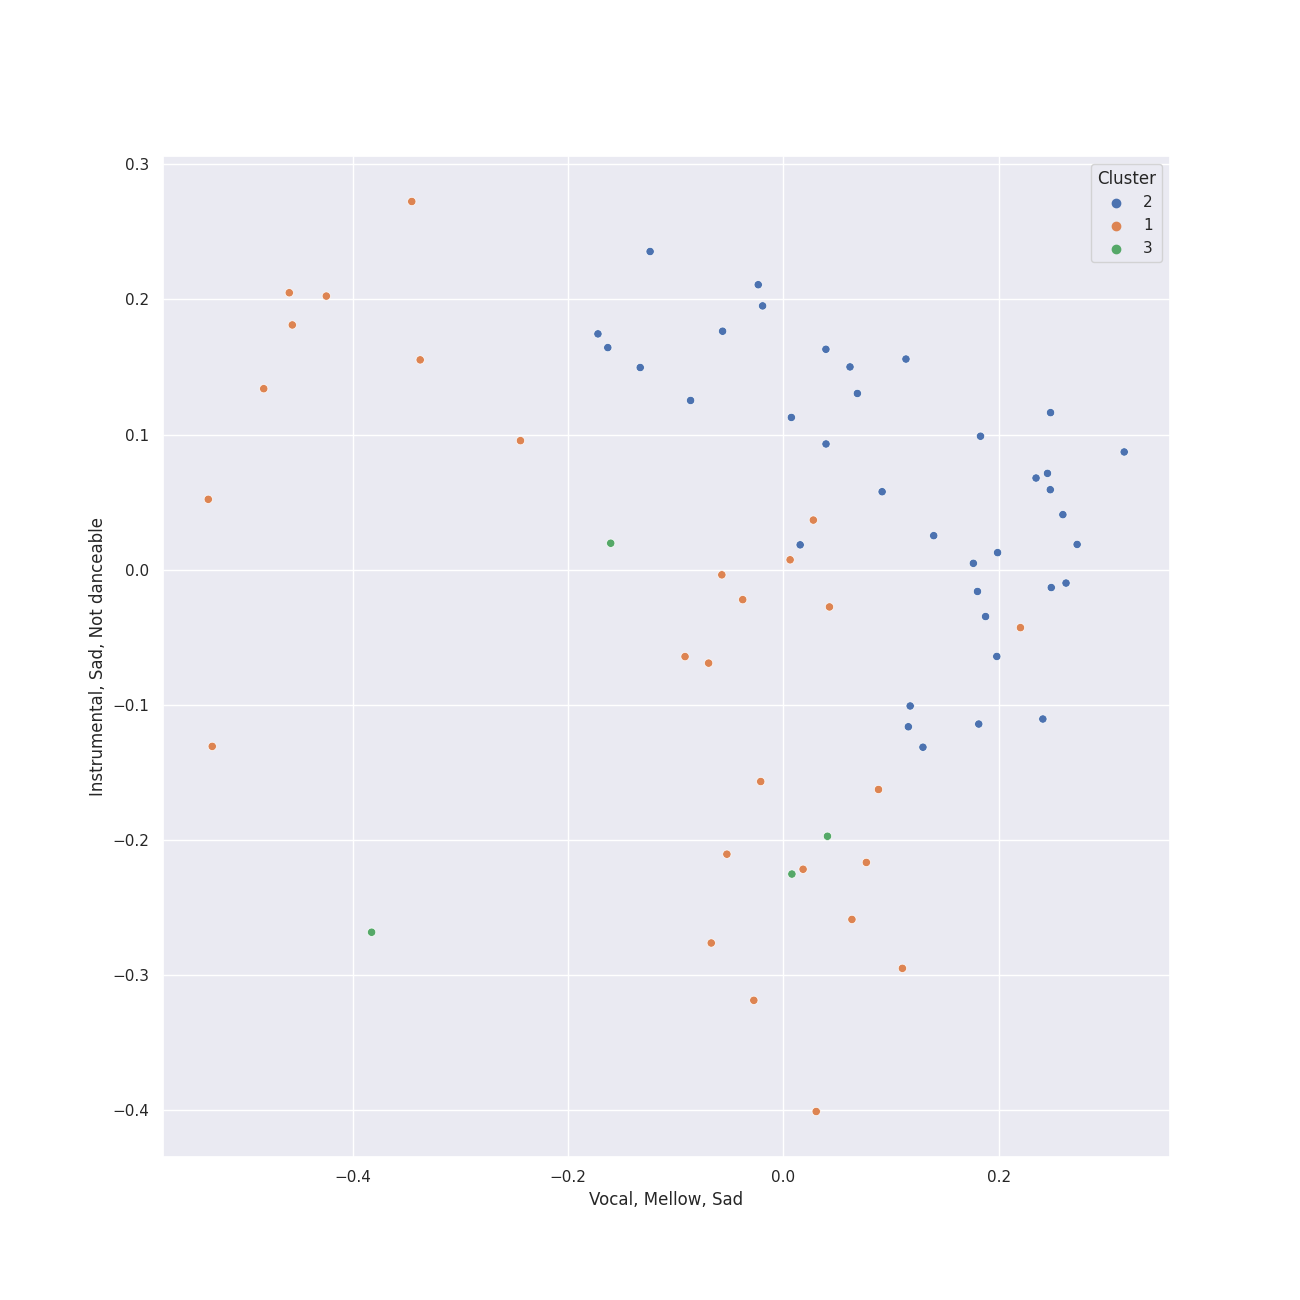 Cluster
2
1
3
0.3
0.2
0.1
0.0
−0.1
−0.2
−0.3
−0.4
Instrumental, Sad, Not danceable
−0.4 −0.2 0.0 0.2
Vocal, Mellow, Sad